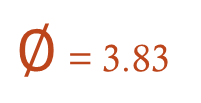 Ø = 3.83